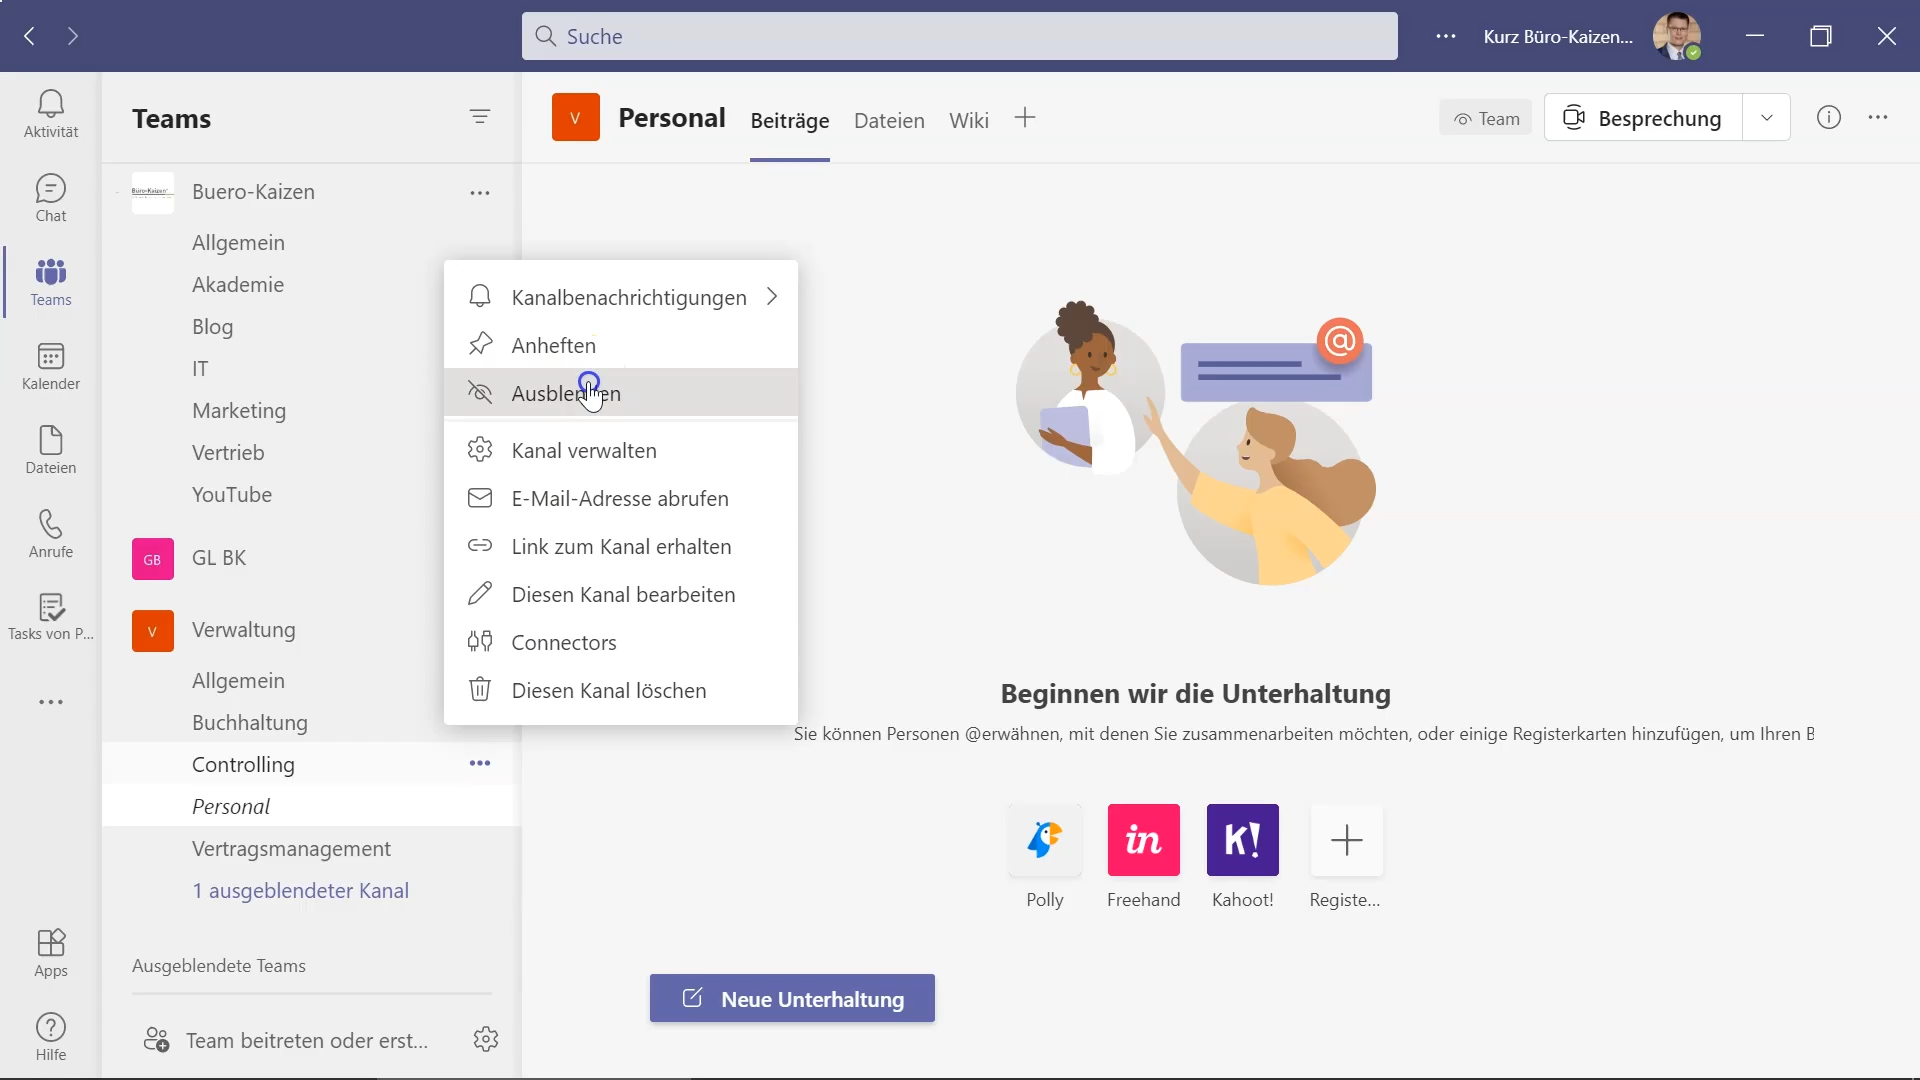 Suche
Kurz Büro-Kaizen...
Aktivität
Chat
Teams
Kalender
Dateien
Anrufe
Tasks von P...
Apps
Hilfe
Teams
Büro-Kaizen
Buero-Kaizen
Allgemein
Akademie
Blog
IT
Marketing
Vertrieb
YouTube
GB
GL BK
V
Verwaltung
Allgemein
Buchhaltung
Controlling
Personal
Vertragsmanagement
1 ausgeblendeter Kanal
Ausgeblendete Teams
Team beitreten oder erst...
Kanalbenachrichtigungen
Anheften
Ausblenden
Kanal verwalten
E-Mail-Adresse abrufen
Link zum Kanal erhalten
Diesen Kanal bearbeiten
Connectors
Diesen Kanal löschen
V Personal Beiträge Dateien Wiki
Team
Besprechung
@
Beginnen wir die Unterhaltung
Sie können Personen @erwähnen, mit denen Sie zusammenarbeiten möchten, oder einige Registerkarten hinzufügen, um Ihren B
in
K!
Polly Freehand Kahoot! Registe...
Neue Unterhaltung